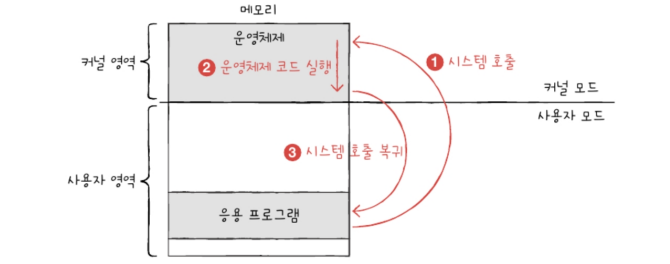 메모리
운영체제
커널 영역
2 운영체제 코드 실행
1 시스템 호출
커널 모드
사용자 모드
3 시스템 호출 복귀
사용자 영역
응용 프로그램